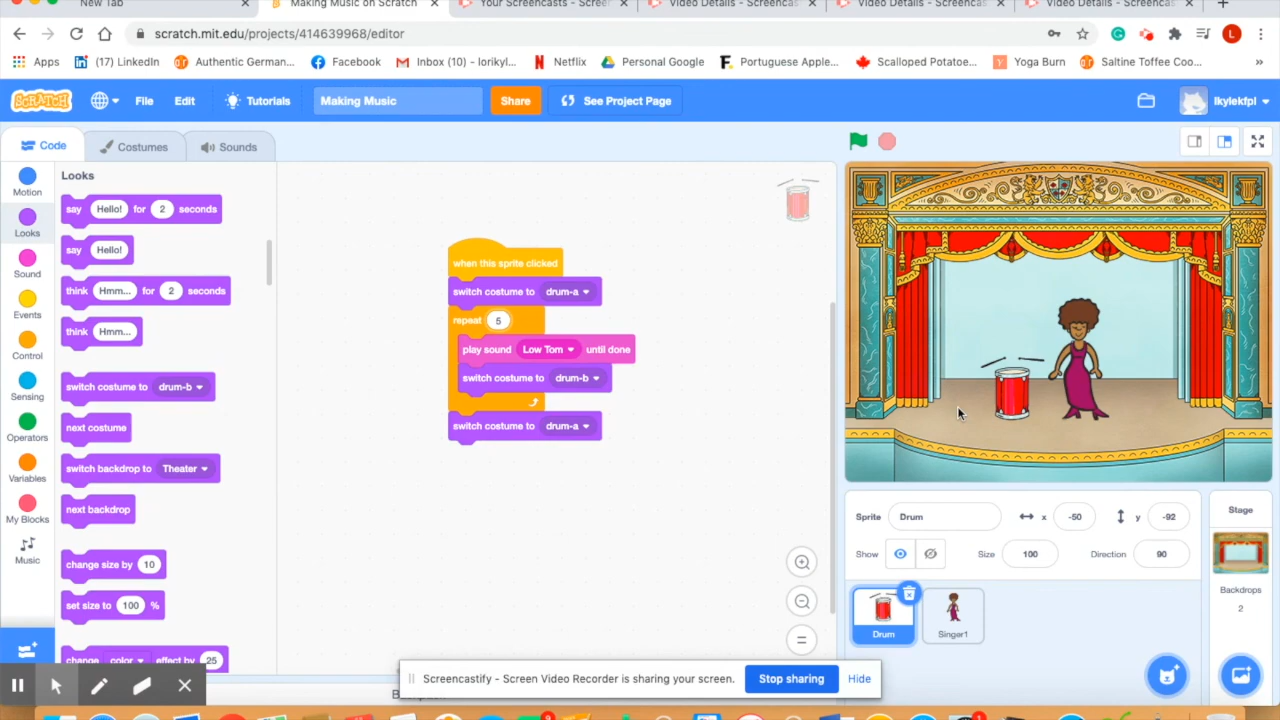 New Tab
Making Music on Scratch
Your Screencasts - Screen
Video Details - Screencas
Video Details - Screencas
Video Details - Screencas
scratch.mit.edu/projects/414639968/editor
L
Apps
(17) LinkedIn
Authentic German...
Facebook
Inbox (10) - lorikyl...
Netflix
Personal Google
Portuguese Apple...
Scalloped Potatoe...
Yoga Burn
Saltine Toffee Coo...
SCRATCH
File
Edit
Tutorials
Making Music
Share
See Project Page
lkylekfpl
Code
Costumes
Sounds
Motion
Looks
Sound
Events
Control
Sensing
Operators
Variables
My Blocks
Music
Looks
say Hello! for 2 seconds
say Hello!
think Hmm... for 2 seconds
think Hmm...
switch costume to drum-b
next costume
switch backdrop to Theater
next backdrop
change size by 10
set size to 100 %
change color effect by 25
when this sprite clicked
switch costume to drum-a
repeat 5
play sound Low Tom until done
switch costume to drum-b
switch costume to drum-a
Sprite Drum x -50 y -92
Show Size 100 Direction 90
Drum
Singer1
Stage
Backdrops
2
Screencastify - Screen Video Recorder is sharing your screen.
Stop sharing
Hide